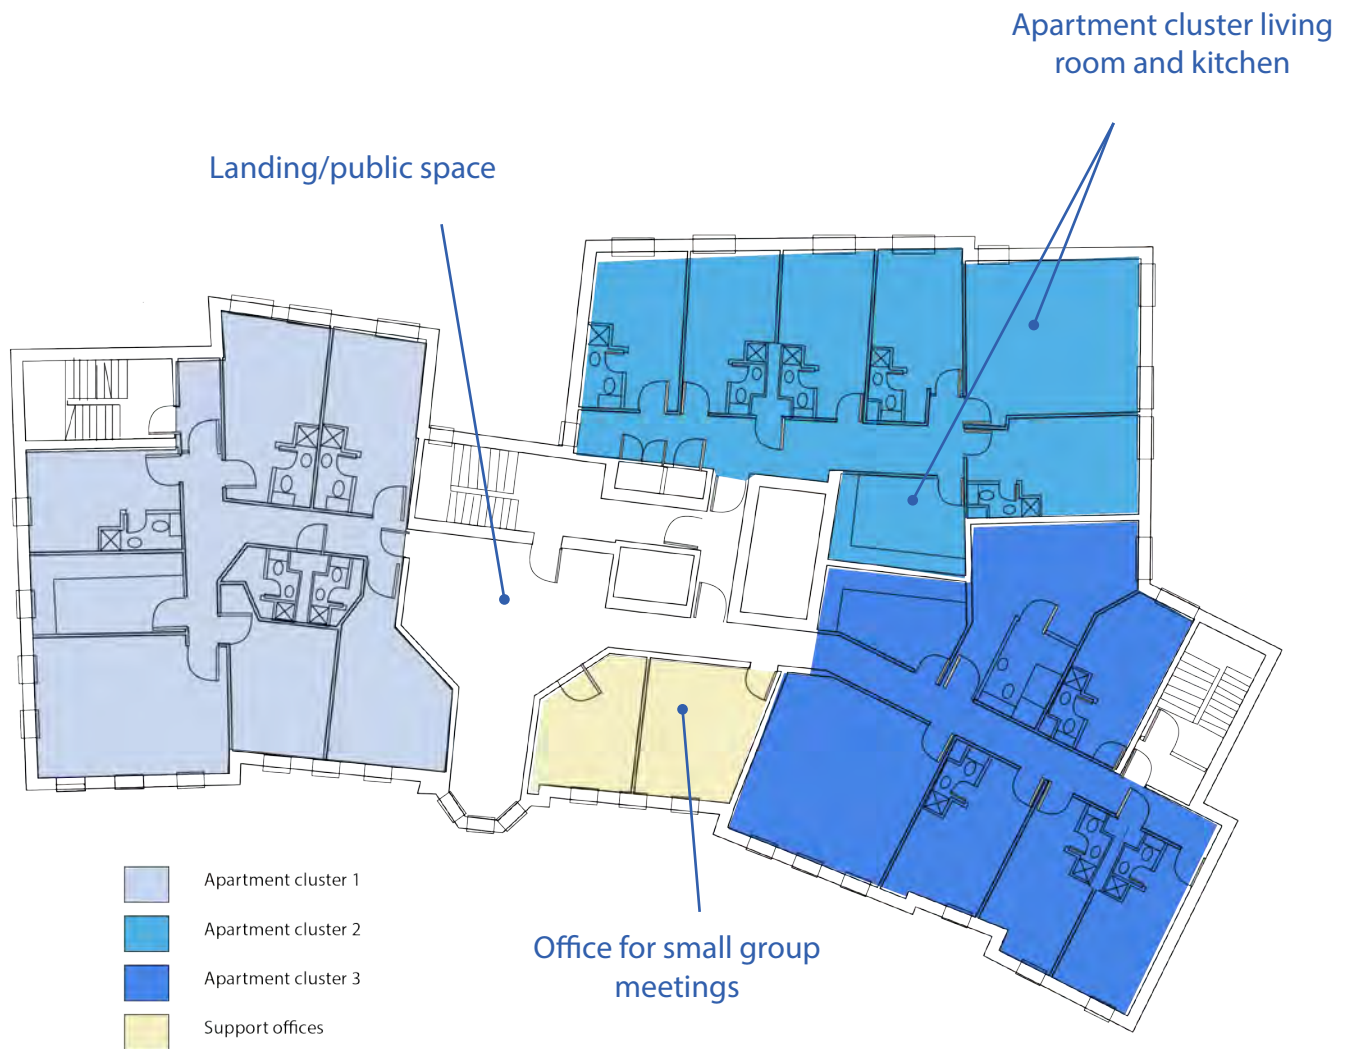 Apartment cluster living
room and kitchen
Landing/public space
Office for small group
meetings
Apartment cluster 1
Apartment cluster 2
Apartment cluster 3
Support offices